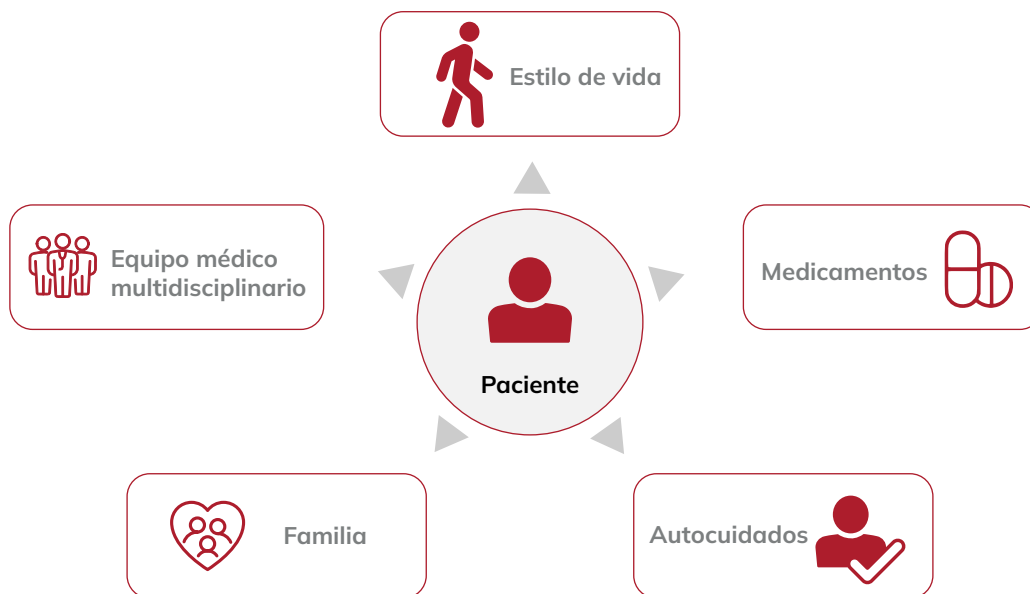 Estilo de vida
Equipo médico
multidisciplinario
Medicamentos
Paciente
Familia
Autocuidados